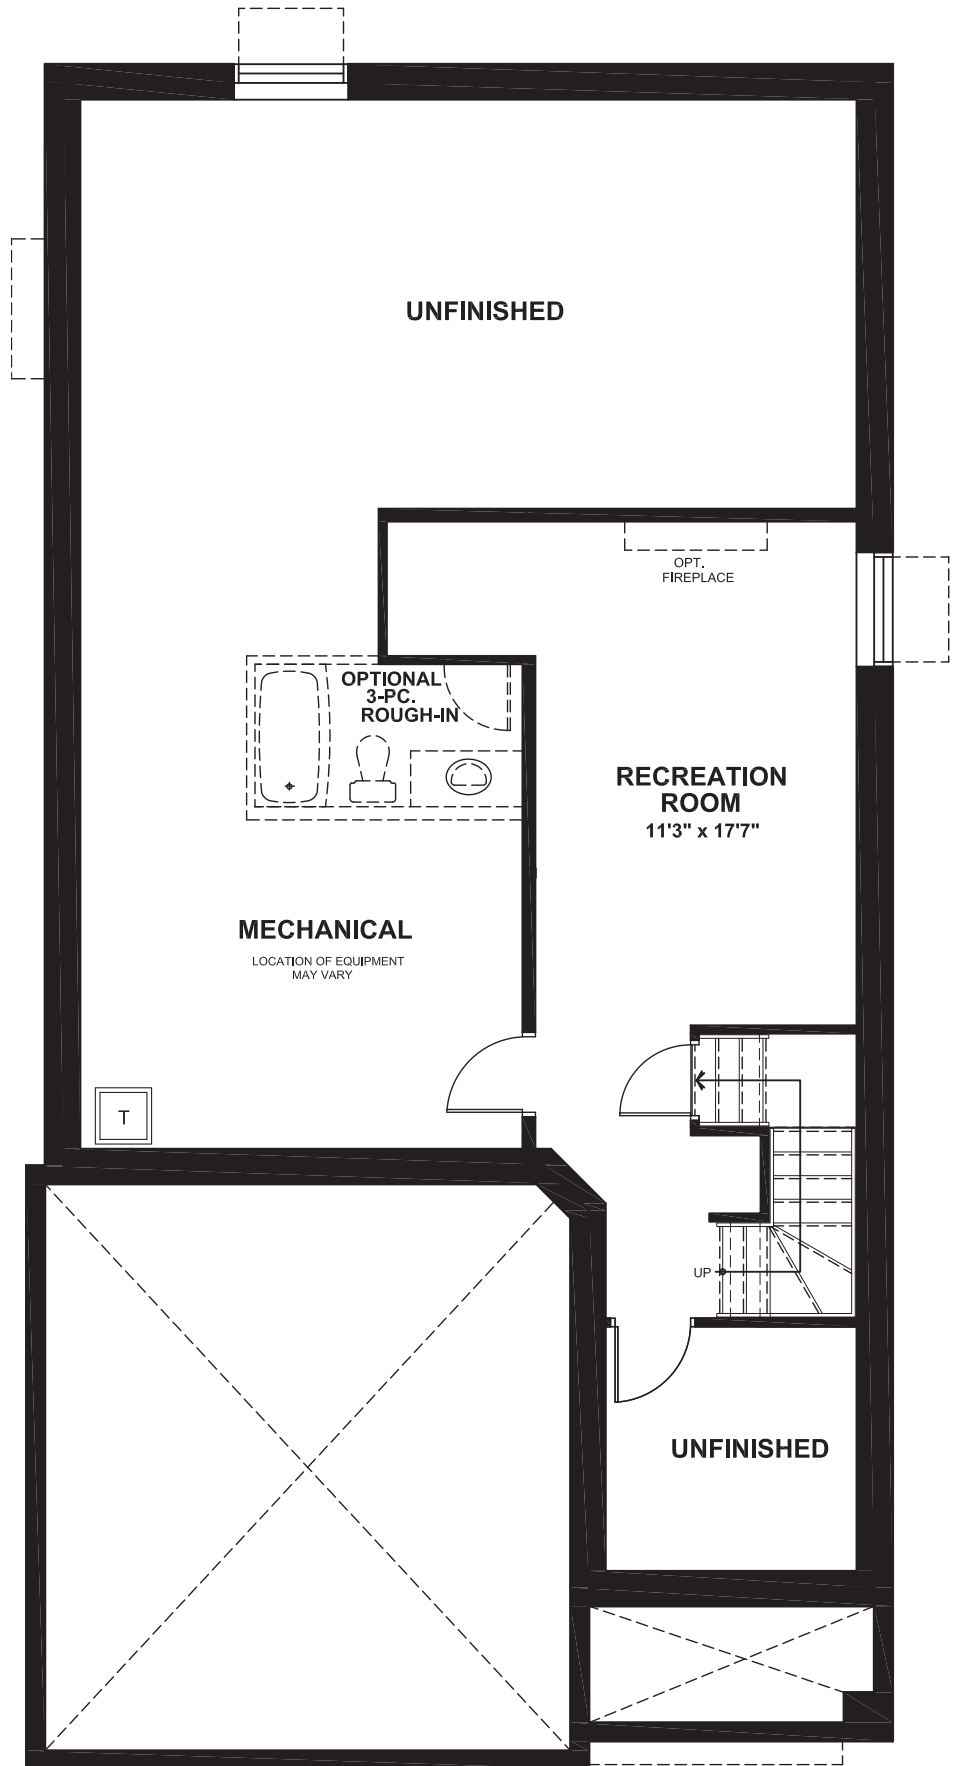 UNFINISHED
OPT.
FIREPLACE
OPTIONAL
3-PC.
ROUGH-IN
RECREATION
ROOM
11'3" x 17'7"
MECHANICAL
LOCATION OF EQUIPMENT
MAY VARY
T
UP
UNFINISHED